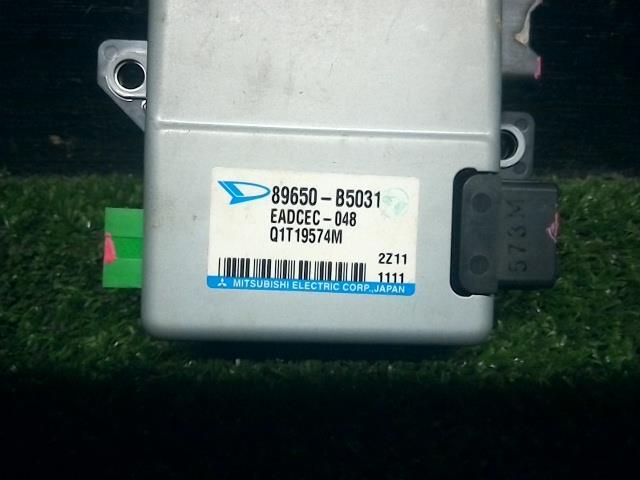 89650-B5031
EADCEC-048
Q1T19574M
2Z11
1111
MITSUBISHI ELECTRIC CORP.,JAPAN
573M